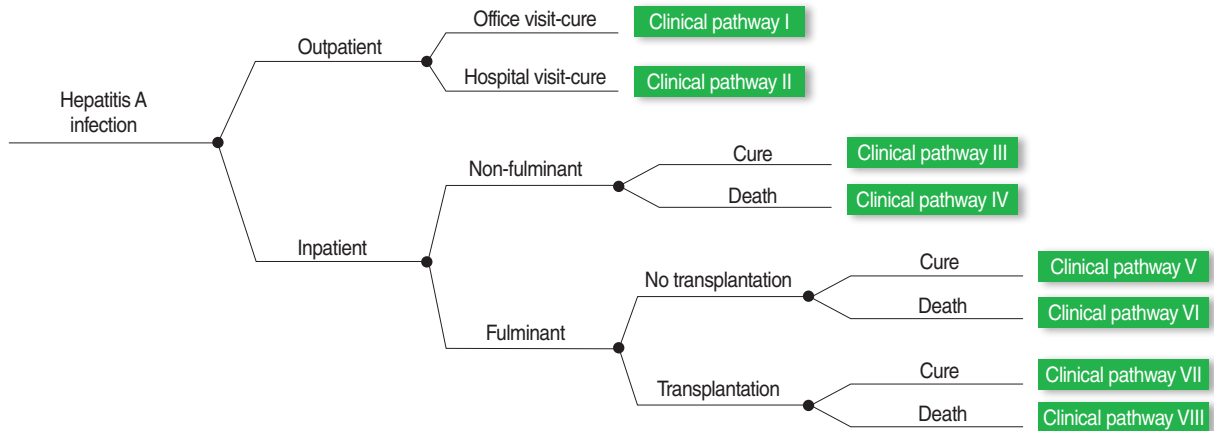 Office visit-cure
Clinical pathway I
Outpatient
Hospital visit-cure
Clinical pathway II
Hepatitis A
infection
Cure
Clinical pathway III
Non-fulminant
Death
Clinical pathway IV
Inpatient
Cure
Clinical pathway V
No transplantation
Death
Clinical pathway VI
Fulminant
Cure
Clinical pathway VII
Transplantation
Death
Clinical pathway VIII